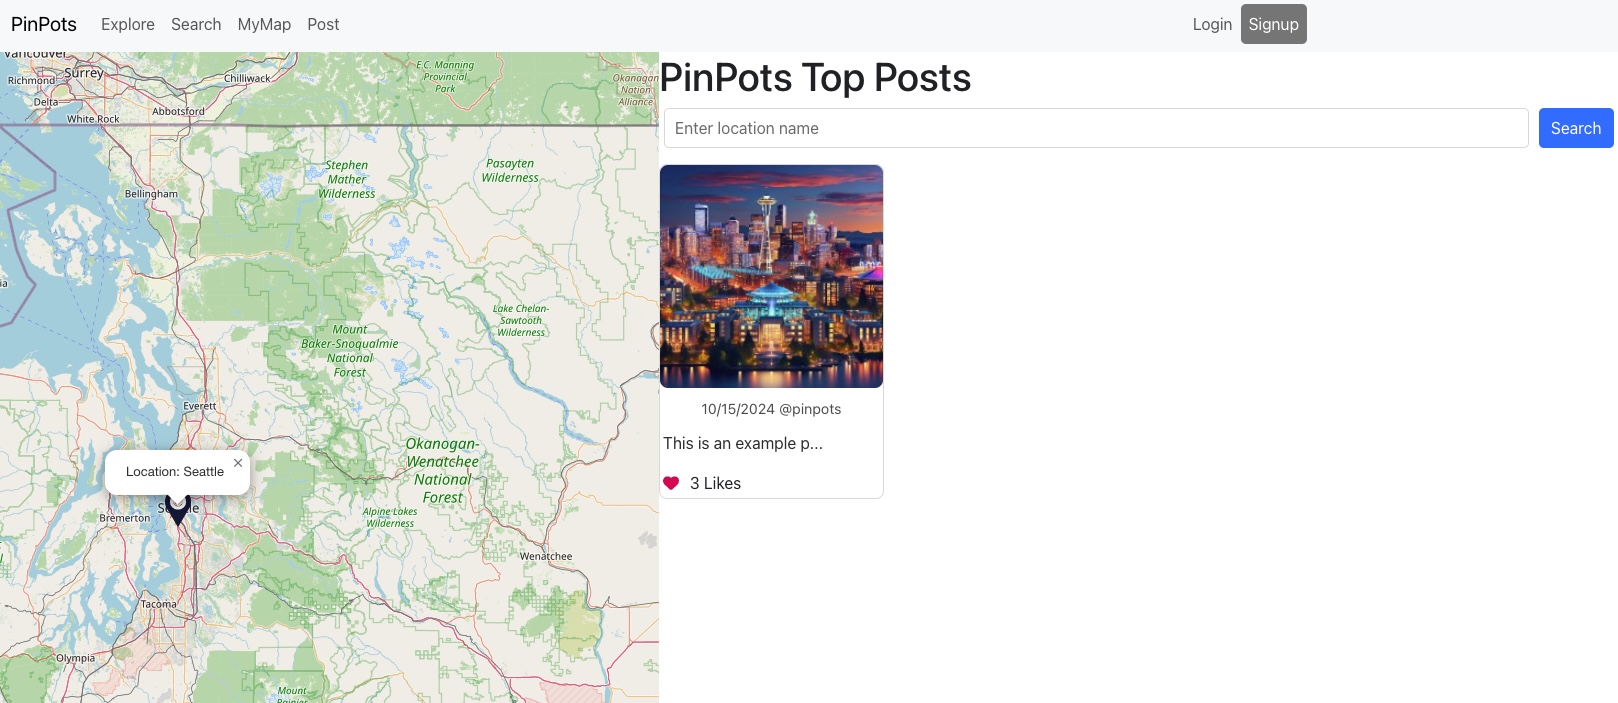 PinPots
Explore
Search
MyMap
Post
Login
Signup
Vancouver
Richmond
Surrey
Delta
White Rock
Abbotsford
Chilliwack
E.C. Manning
Provincial
Park
Okanagan
Nation
Alliance
Bellingham
Stephen
Mather
Wilderness
Pasayten
Wilderness
Lake Chelan-
Sawtooth
Wilderness
Mount
Baker-Snoqualmie
National
Forest
Everett
Okanogan-
Wenatchee
National
Forest
Location: Seattle
×
Bremerton
Alpine Lakes
Wilderness
Wenatchee
Tacoma
Olympia
Mount
Rainier
PinPots Top Posts
Enter location name
Search
10/15/2024 @pinpots
This is an example p...
3 Likes